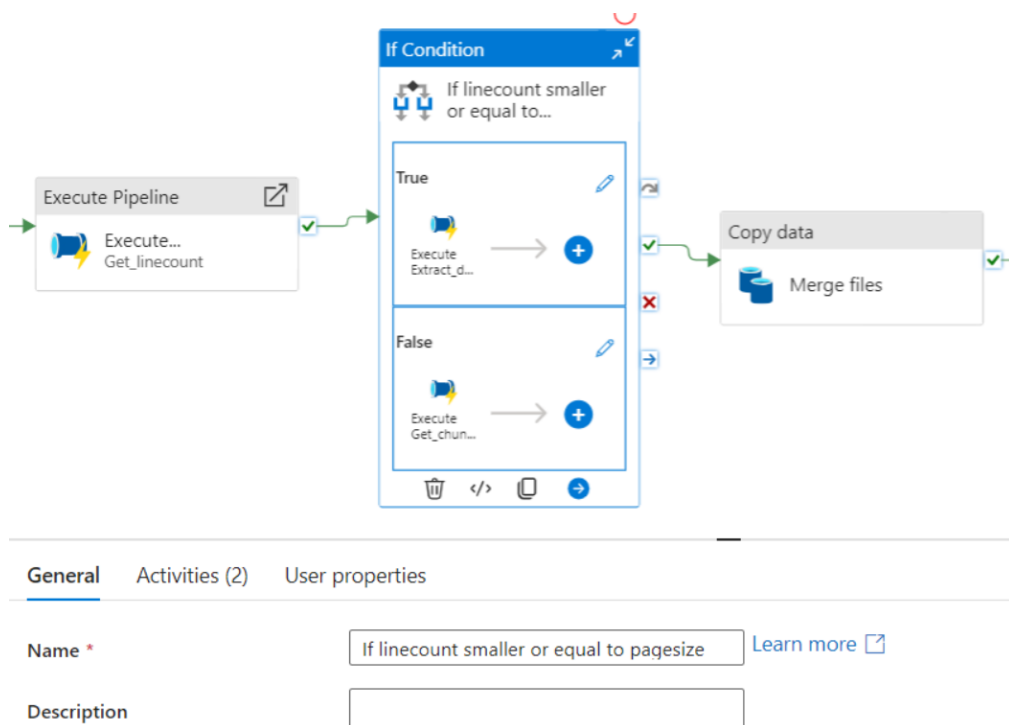 If Condition
If linecount smaller
or equal to...
True
Execute
Extract_d...
False
Execute
Get_chun...
Execute Pipeline
Execute...
Get_linecount
Copy data
Merge files
General Activities (2) User properties
Name * If linecount smaller or equal to pagesize Learn more
Description